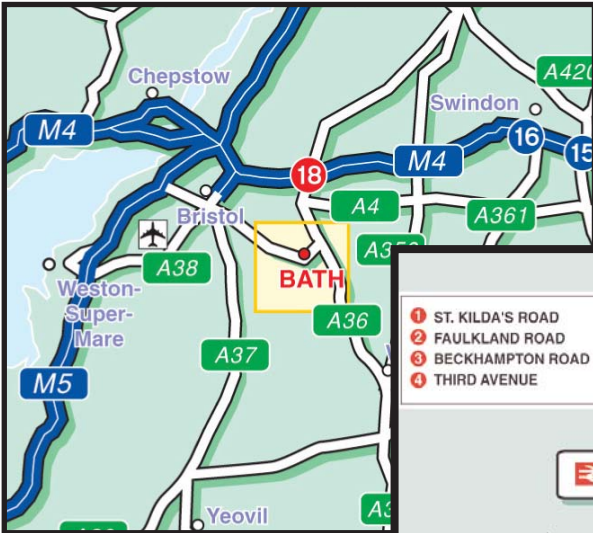 Chepstow
A420
Swindon
M4
16
15
18
M4
Bristol
A4
A361
A38
BATH
Weston-
Super-
Mare
A36
A37
M5
Yeovil
1 ST. KILDA'S ROAD
2 FAULKLAND ROAD
3 BECKHAMPTON ROAD
4 THIRD AVENUE